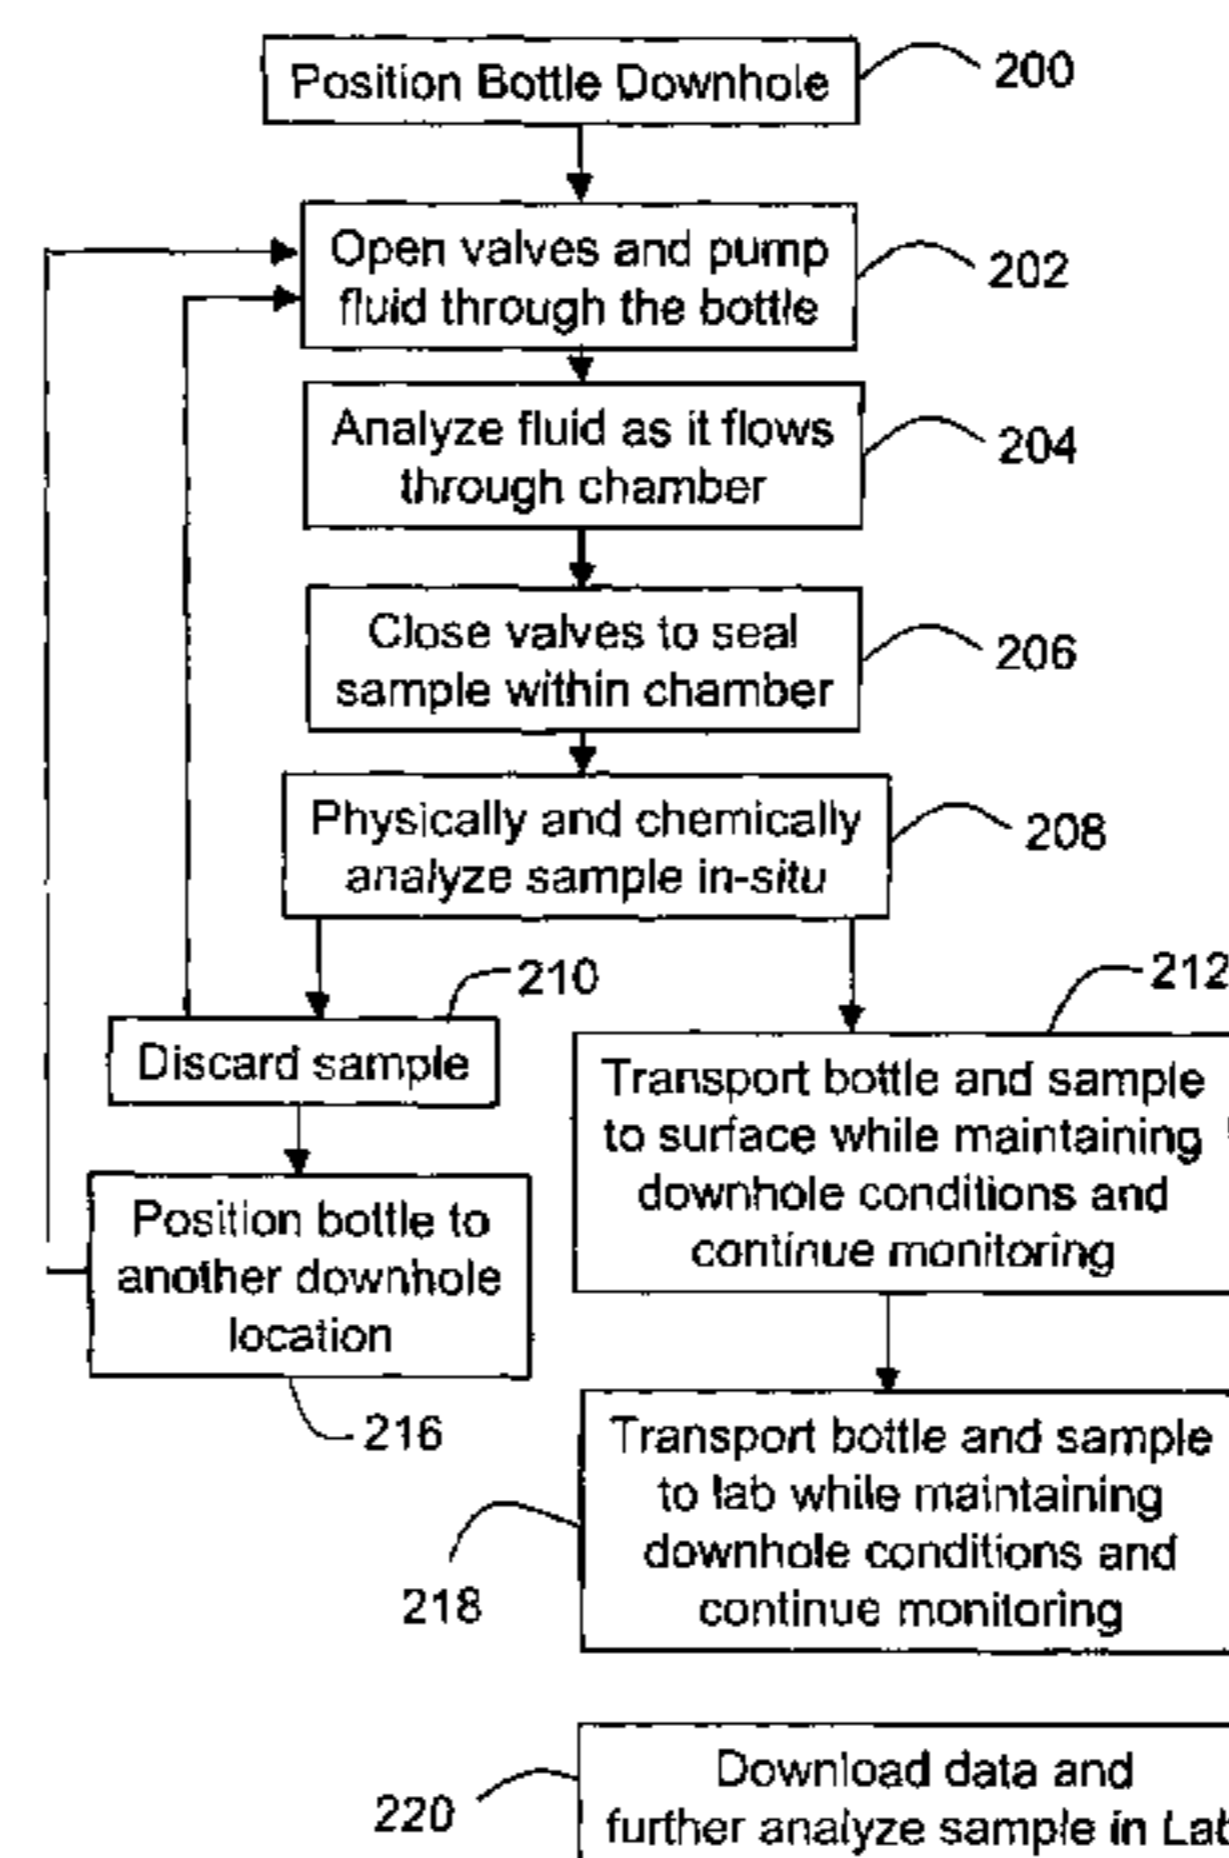 Position Bottle Downhole
200
Open valves and pump
fluid through the bottle
202
Analyze fluid as it flows
through chamber
204
Close valves to seal
sample within chamber
206
Physically and chemically
analyze sample in-situ
208
210
Discard sample
212
Transport bottle and sample
to surface while maintaining
downhole conditions and
continue monitoring
Position bottle to
another downhole
location
216
Transport bottle and sample
to lab while maintaining
downhole conditions and
continue monitoring
218
Download data and
further analyze sample in Lab
220